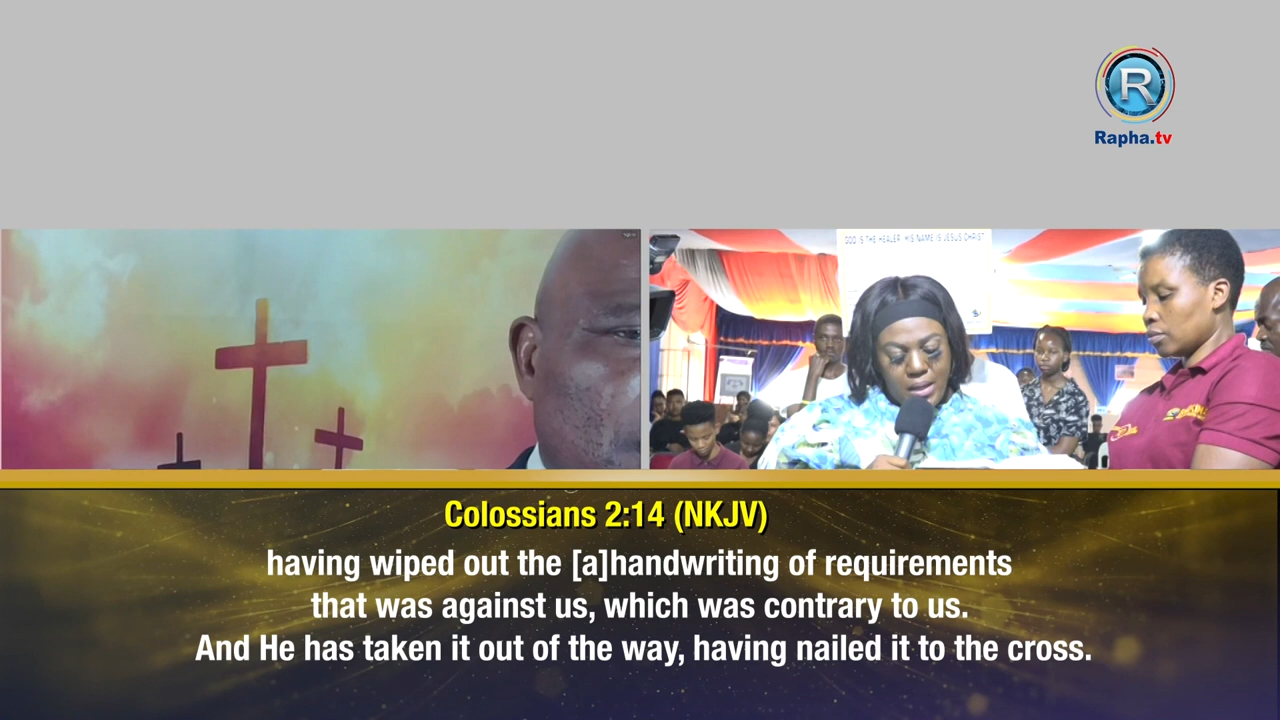 Rapha.tv
GOD IS THE HEALER HIS NAME IS JESUS CHRIST
Colossians 2:14 (NKJV)
having wiped out the [a]handwriting of requirements
that was against us, which was contrary to us.
And He has taken it out of the way, having nailed it to the cross.